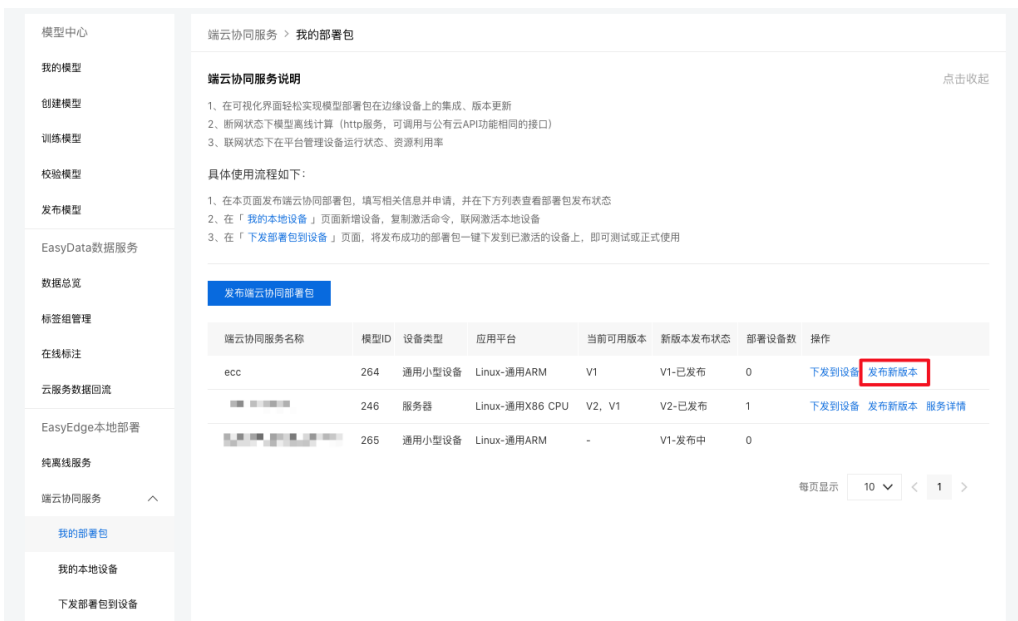 模型中心
我的模型
创建模型
训练模型
校验模型
发布模型
EasyData数据服务
数据总览
标签组管理
在线标注
云服务数据回流
EasyEdge本地部署
纯离线服务
端云协同服务
我的部署包
我的本地设备
下发部署包到设备
端云协同服务 > 我的部署包
端云协同服务说明 点击收起
1、在可视化界面轻松实现模型部署包在边缘设备上的集成、版本更新
2、断网状态下模型离线计算（http服务，可调用与公有云API功能相同的接口）
3、联网状态下在平台管理设备运行状态、资源利用率
具体使用流程如下：
1、在本页面发布端云协同部署包，填写相关信息并申请，并在下方列表查看部署包发布状态
2、在「 我的本地设备 」页面新增设备，复制激活命令，联网激活本地设备
3、在「 下发部署包到设备 」页面，将发布成功的部署包一键下发到已激活的设备上，即可测试或正式使用
发布端云协同部署包
端云协同服务名称 模型ID 设备类型 应用平台 当前可用版本 新版本发布状态 部署设备数 操作
ecc 264 通用小型设备 Linux-通用ARM V1 V1-已发布 0 下发到设备 发布新版本
246 服务器 Linux-通用X86 CPU V2，V1 V2-已发布 1 下发到设备 发布新版本 服务详情
265 通用小型设备 Linux-通用ARM - V1-发布中 0
每页显示 10 < 1 >